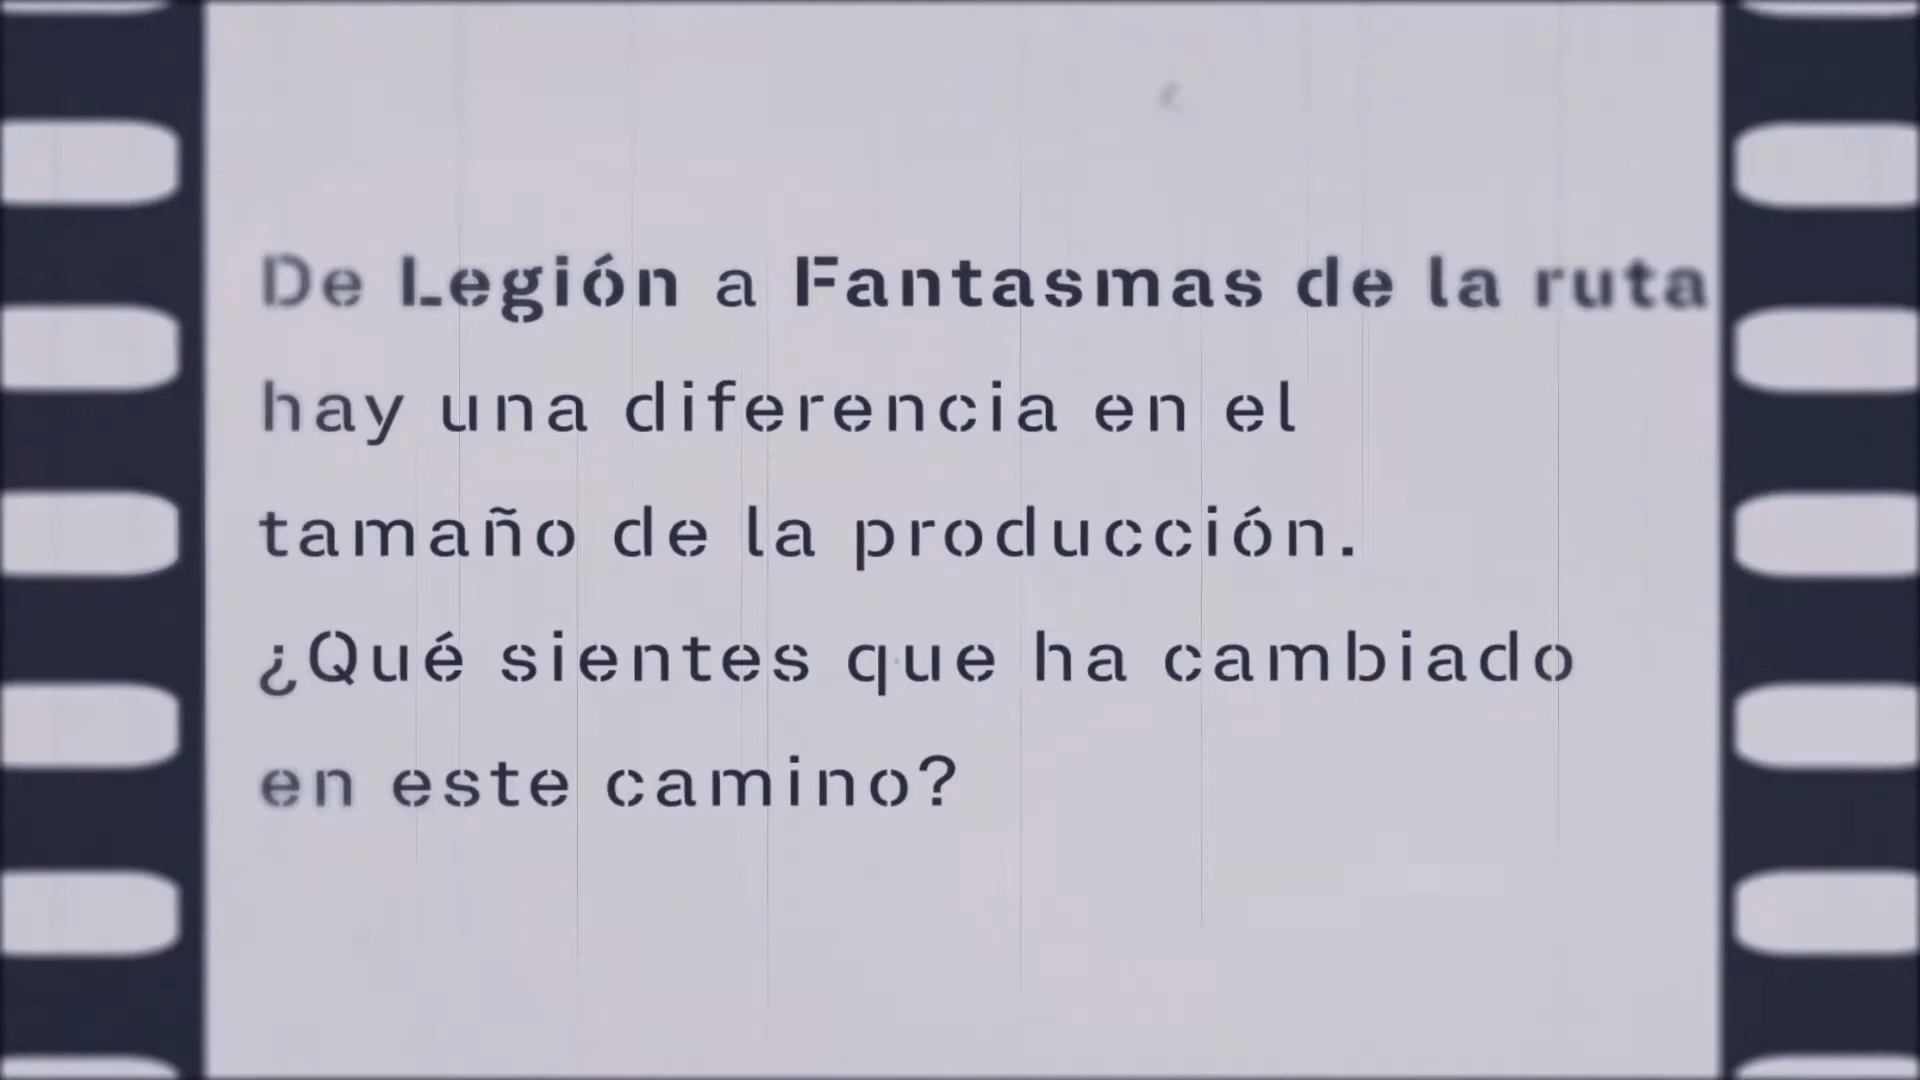 De Legión a Fantasmas de la ruta
hay una diferencia en el
tamaño de la producción.
¿Qué sientes que ha cambiado
en este camino?